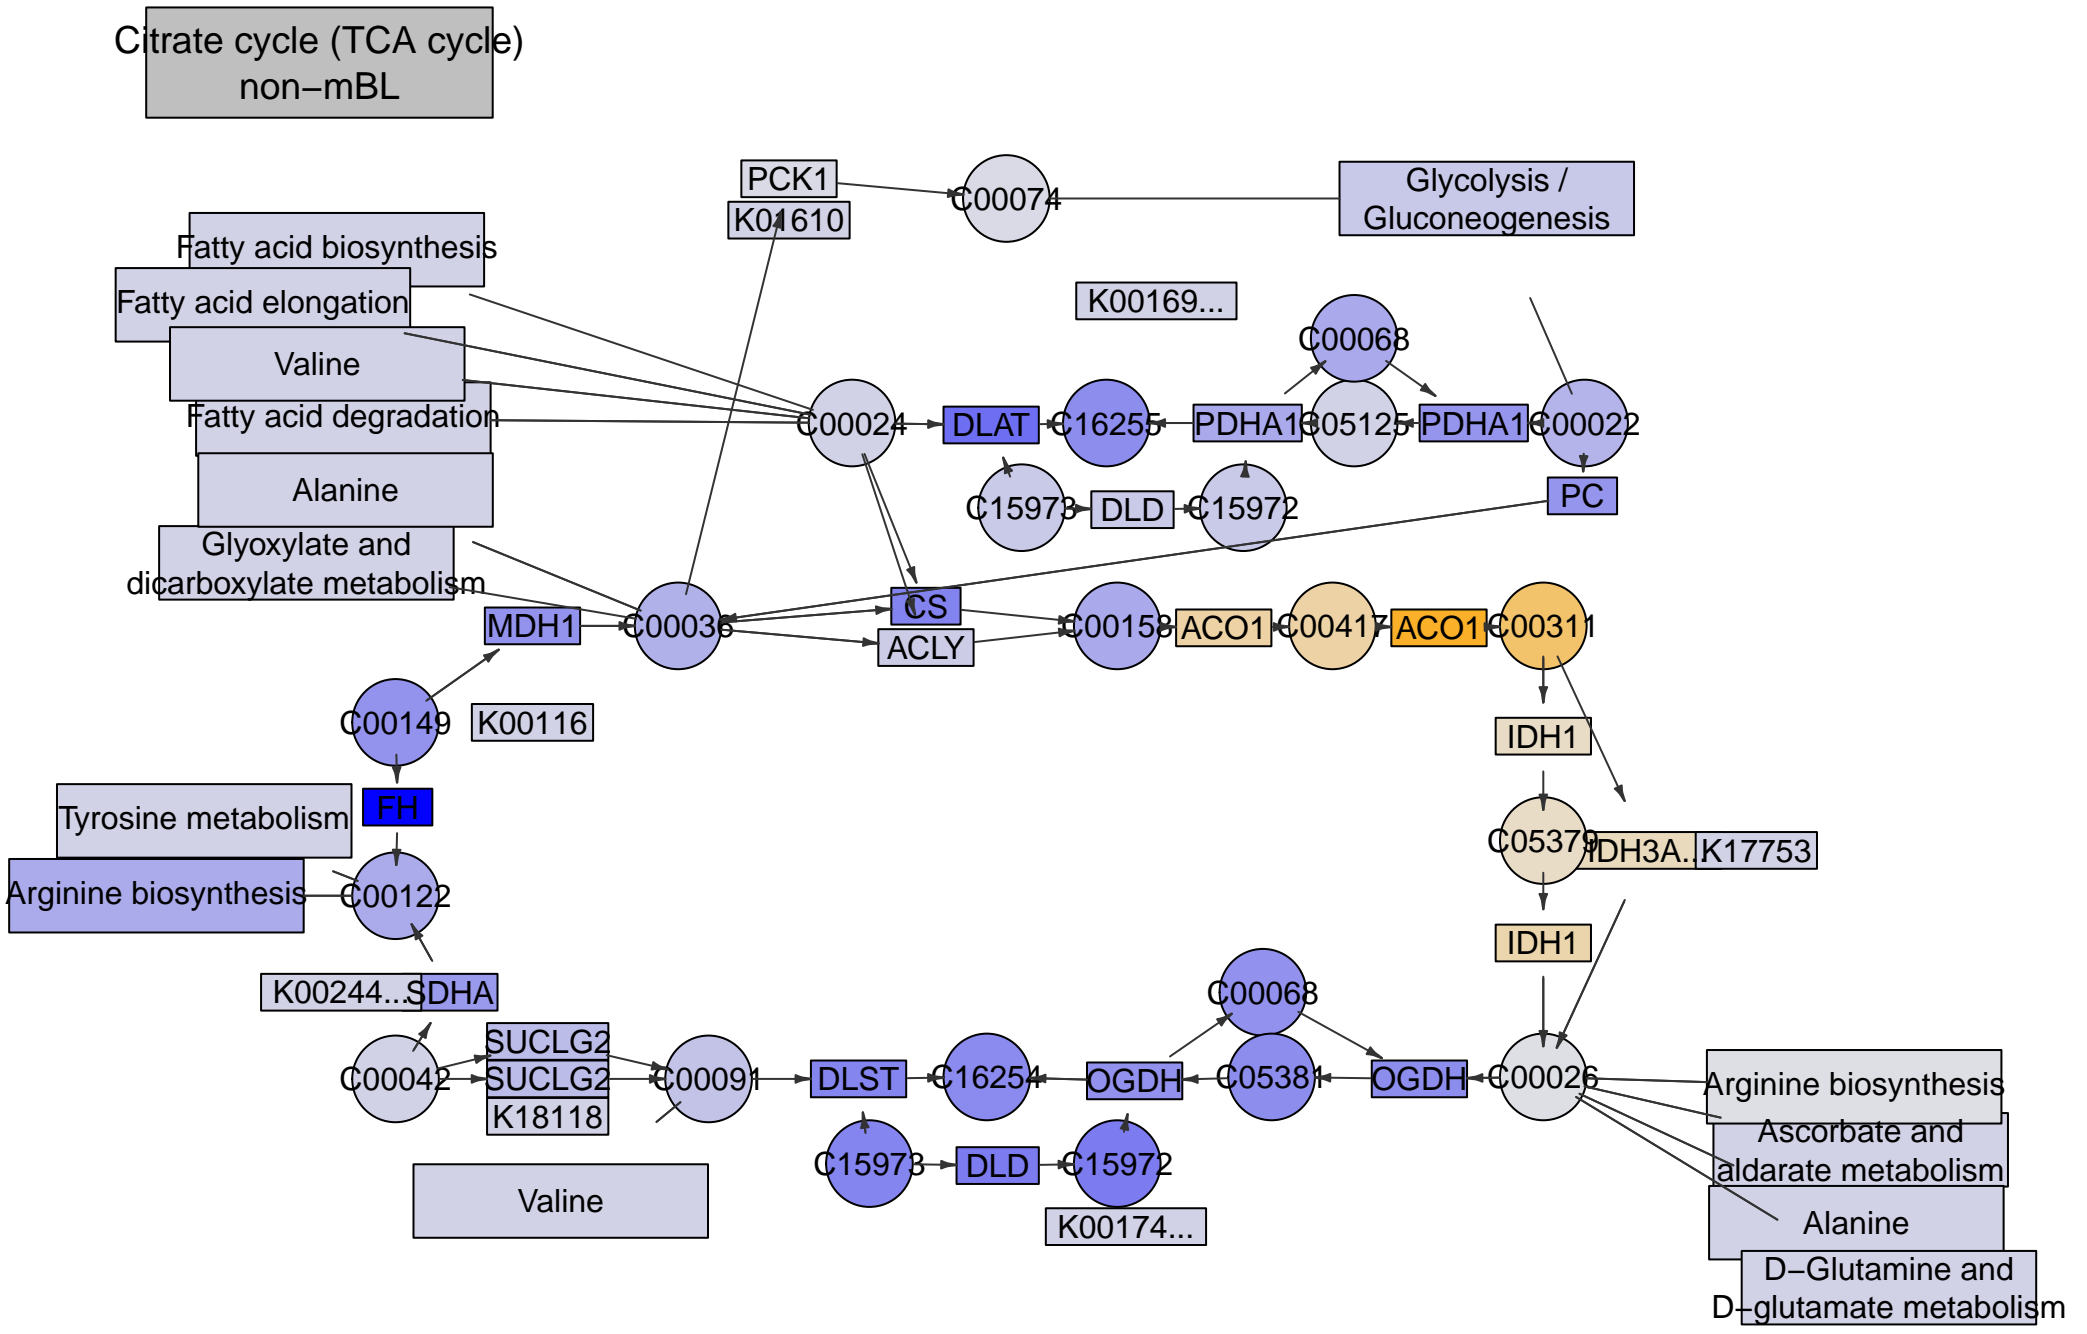 Citrate cycle (TCA cycle)
non−mBL
PCK1
K01610
C00074
Glycolysis /
Gluconeogenesis
Fatty acid biosynthesis
Fatty acid elongation
Valine
Fatty acid degradation
Alanine
Glyoxylate and
dicarboxylate metabolism
K00169...
C00068
C00024
DLAT
C16255
PDHA1
C05125
PDHA1
C00022
C15973
DLD
C15972
PC
MDH1
C00036
CS
ACLY
C00158
ACO1
C00417
ACO1
C00311
C00149
K00116
IDH1
FH
Tyrosine metabolism
C05379
IDH3A...
K17753
Arginine biosynthesis
C00122
IDH1
K00244...
SDHA
C00068
C00042
SUCLG2
SUCLG2
K18118
C00091
DLST
C16254
OGDH
C05381
OGDH
C00026
Arginine biosynthesis
Ascorbate and
aldarate metabolism
Alanine
D−Glutamine and
D−glutamate metabolism
C15973
DLD
C15972
K00174...
Valine